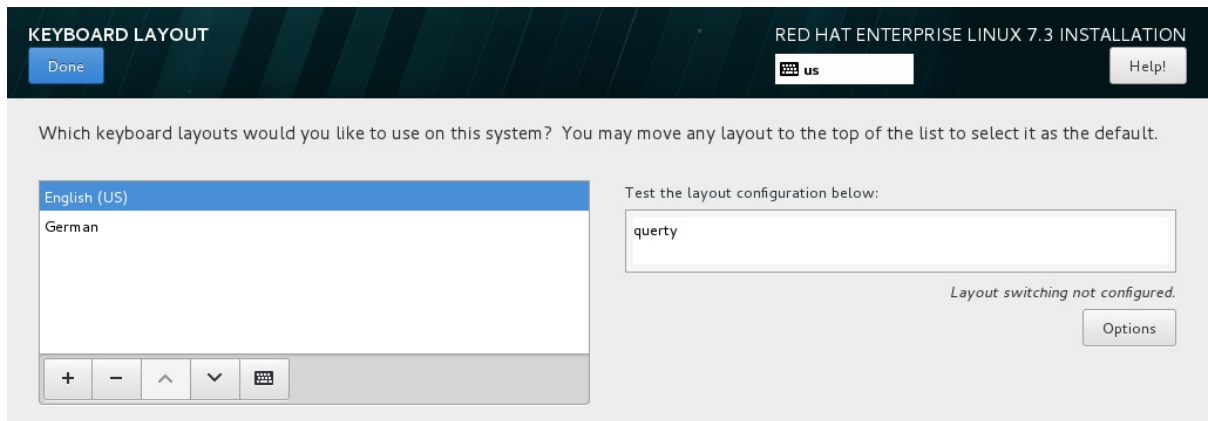 KEYBOARD LAYOUT
RED HAT ENTERPRISE LINUX 7.3 INSTALLATION
Done
us
Help!
Which keyboard layouts would you like to use on this system? You may move any layout to the top of the list to select it as the default.
English (US)
German
Test the layout configuration below:
querty
Layout switching not configured.
Options